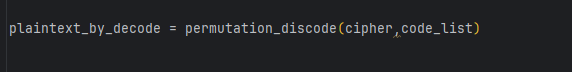 plaintext_by_decode = permutation_discode(cipher,code_list)